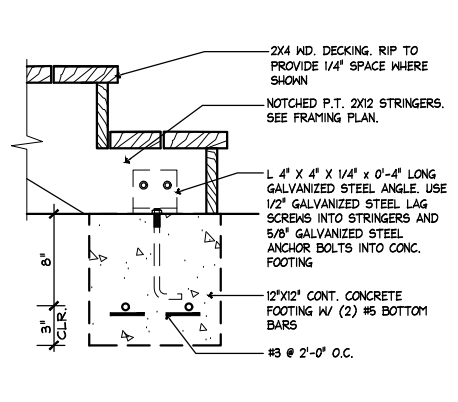 2X4 WD. DECKING. RIP TO
PROVIDE 1/4" SPACE WHERE
SHOWN
NOTCHED P.T. 2X12 STRINGERS.
SEE FRAMING PLAN.
L 4" X 4" X 1/4" x 0'-4" LONG
GALVANIZED STEEL ANGLE. USE
1/2" GALVANIZED STEEL LAG
SCREWS INTO STRINGERS AND
5/8" GALVANIZED STEEL
ANCHOR BOLTS INTO CONC.
FOOTING
8"
12"X12" CONT. CONCRETE
FOOTING W/ (2) #5 BOTTOM
BARS
3"
CLR.
#3 @ 2'-0" O.C.